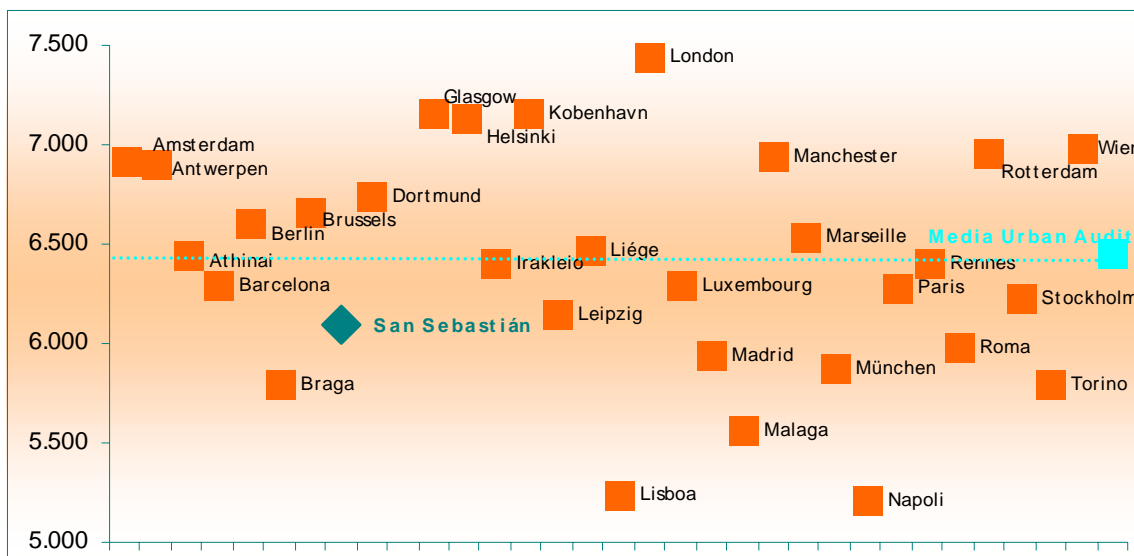 7.500
London
Glasgow
Kobenhavn
Helsinki
7.000
Amsterdam
Antwerpen
Manchester
Wien
Rotterdam
Dortmund
Brussels
Berlin
6.500
Marseille
Media Urban Audit
Athinai
Irakleio
Liége
Rennes
Barcelona
Luxembourg
Paris
Stockholm
Leipzig
San Sebastián
6.000
Madrid
Roma
München
Braga
Torino
5.500
Malaga
Lisboa
Napoli
5.000